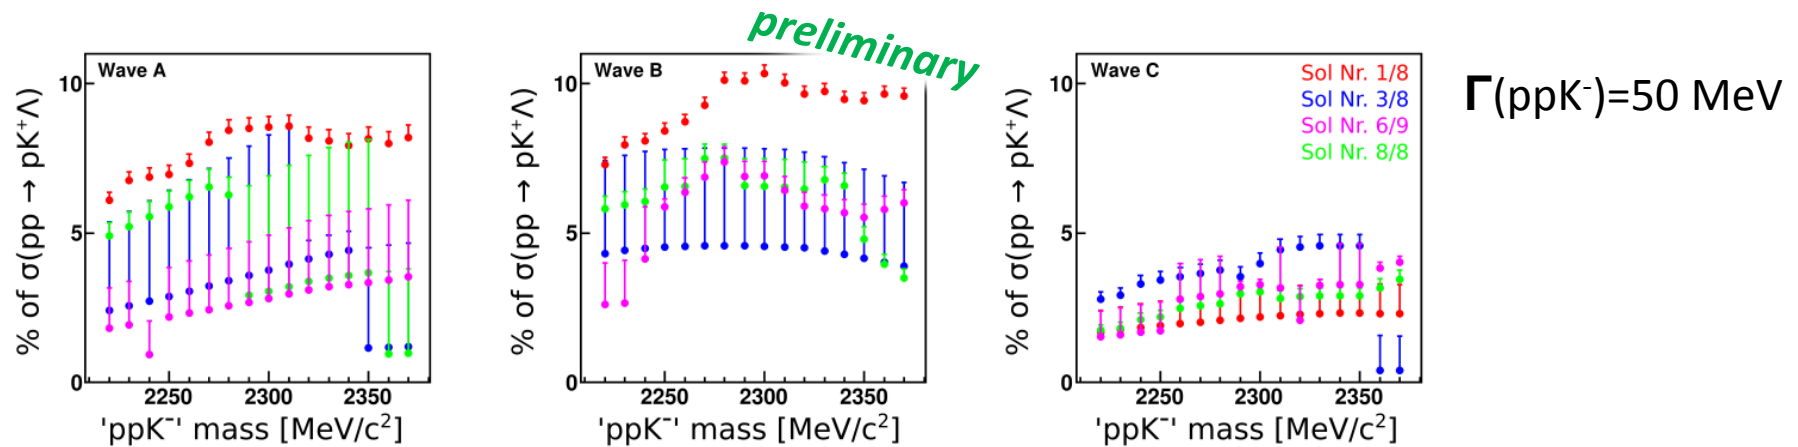 preliminary
Wave A
10
5
0
2250 2300 2350
% of σ(pp → pK⁺Λ)
'ppK⁻' mass [MeV/c²]
Wave B
10
5
0
2250 2300 2350
% of σ(pp → pK⁺Λ)
'ppK⁻' mass [MeV/c²]
Wave C
Sol Nr. 1/8
Sol Nr. 3/8
Sol Nr. 6/9
Sol Nr. 8/8
10
5
0
2250 2300 2350
% of σ(pp → pK⁺Λ)
'ppK⁻' mass [MeV/c²]
Γ(ppK⁻)=50 MeV